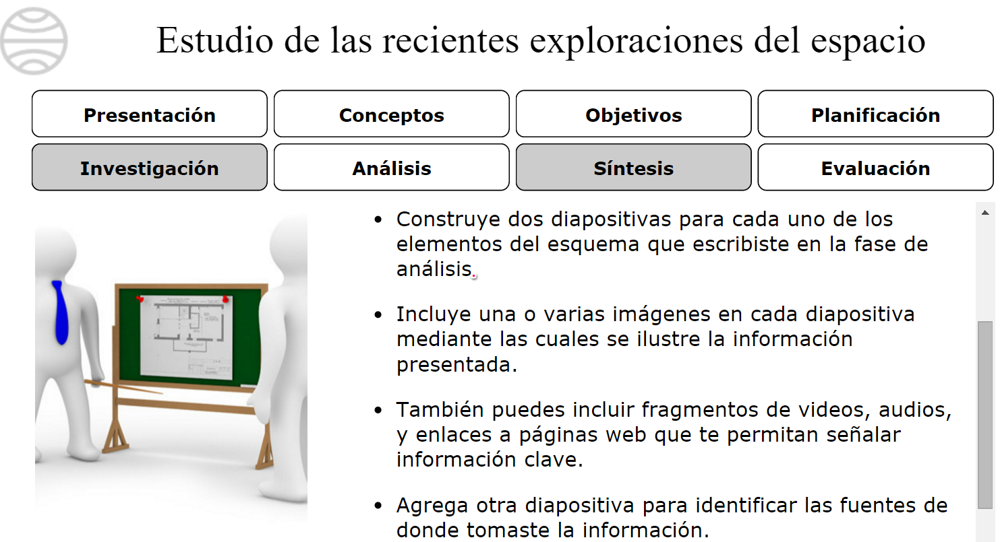 Estudio de las recientes exploraciones del espacio
Presentación Conceptos Objetivos Planificación
Investigación Análisis Síntesis Evaluación
• Construye dos diapositivas para cada uno de los
elementos del esquema que escribiste en la fase de
análisis.
• Incluye una o varias imágenes en cada diapositiva
mediante las cuales se ilustre la información
presentada.
• También puedes incluir fragmentos de videos, audios,
y enlaces a páginas web que te permitan señalar
información clave.
• Agrega otra diapositiva para identificar las fuentes de
donde tomaste la información.